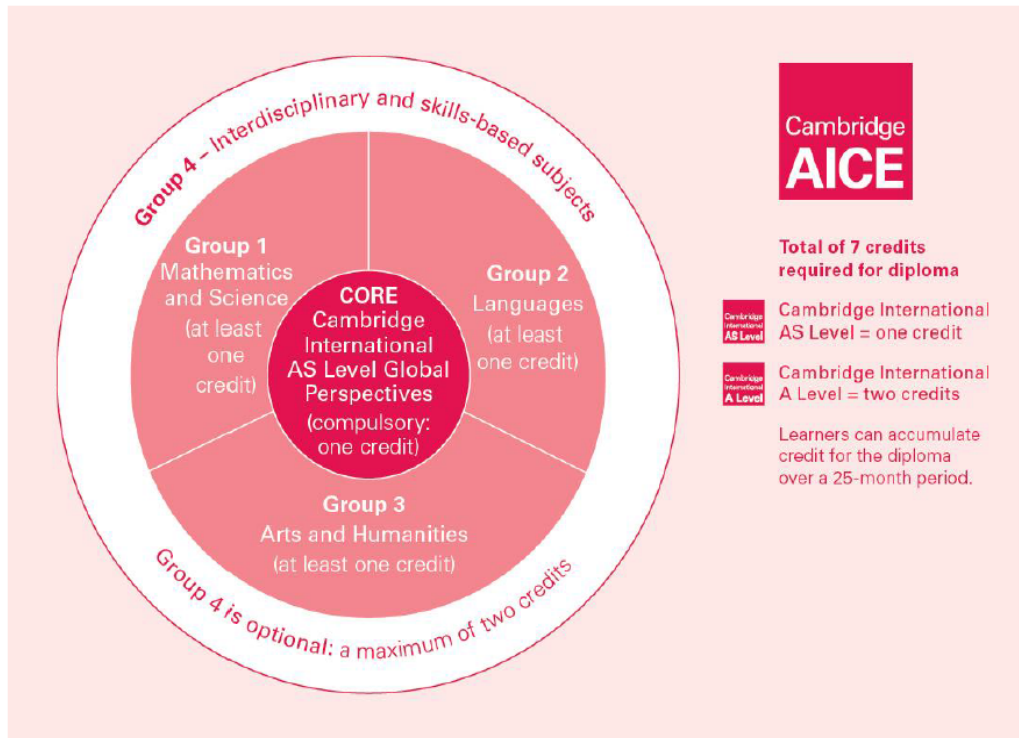 Group 4 – Interdisciplinary and skills-based subjects
Group 1
Mathematics
and Science
(at least
one
credit)
Group 2
Languages
(at least
one credit)
CORE
Cambridge
International
AS Level Global
Perspectives
(compulsory:
one credit)
Group 3
Arts and Humanities
(at least one credit)
Group 4 is optional: a maximum of two credits
Cambridge
AICE
Total of 7 credits
required for diploma
Cambridge
International
AS Level
Cambridge International
AS Level = one credit
Cambridge
International
A Level
Cambridge International
A Level = two credits
Learners can accumulate
credit for the diploma
over a 25-month period.